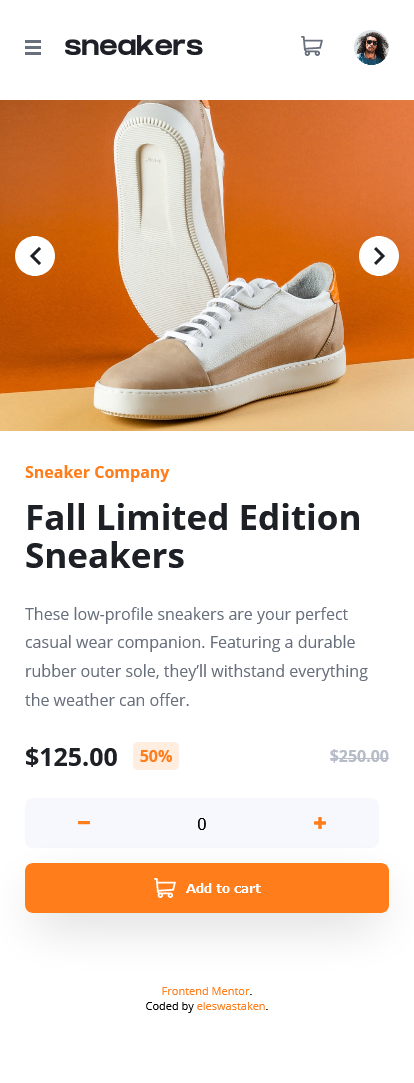 sneakers
Sneaker Company
Fall Limited Edition
Sneakers
These low-profile sneakers are your perfect
casual wear companion. Featuring a durable
rubber outer sole, they’ll withstand everything
the weather can offer.
$125.00 50% $250.00
0
Add to cart
Frontend Mentor.
Coded by eleswastaken.